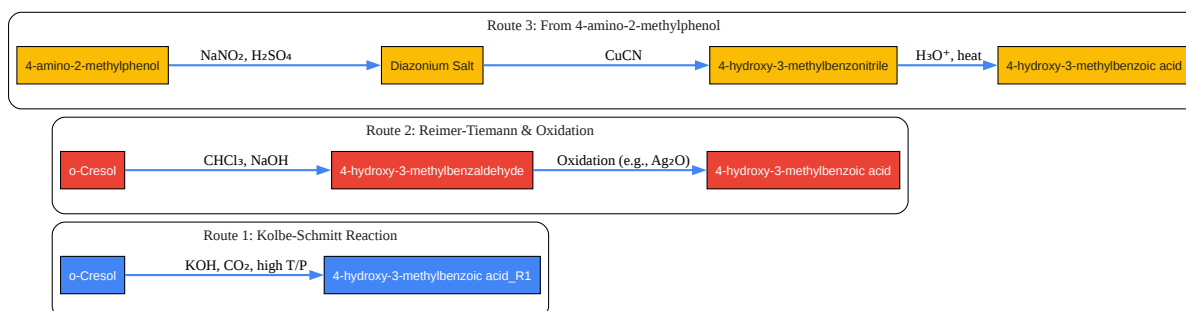 Route 3: From 4-amino-2-methylphenol
4-amino-2-methylphenol
NaNO₂, H₂SO₄
Diazonium Salt
CuCN
4-hydroxy-3-methylbenzonitrile
H₃O⁺, heat
4-hydroxy-3-methylbenzoic acid
Route 2: Reimer-Tiemann & Oxidation
o-Cresol
CHCl₃, NaOH
4-hydroxy-3-methylbenzaldehyde
Oxidation (e.g., Ag₂O)
4-hydroxy-3-methylbenzoic acid
Route 1: Kolbe-Schmitt Reaction
o-Cresol
KOH, CO₂, high T/P
4-hydroxy-3-methylbenzoic acid_R1